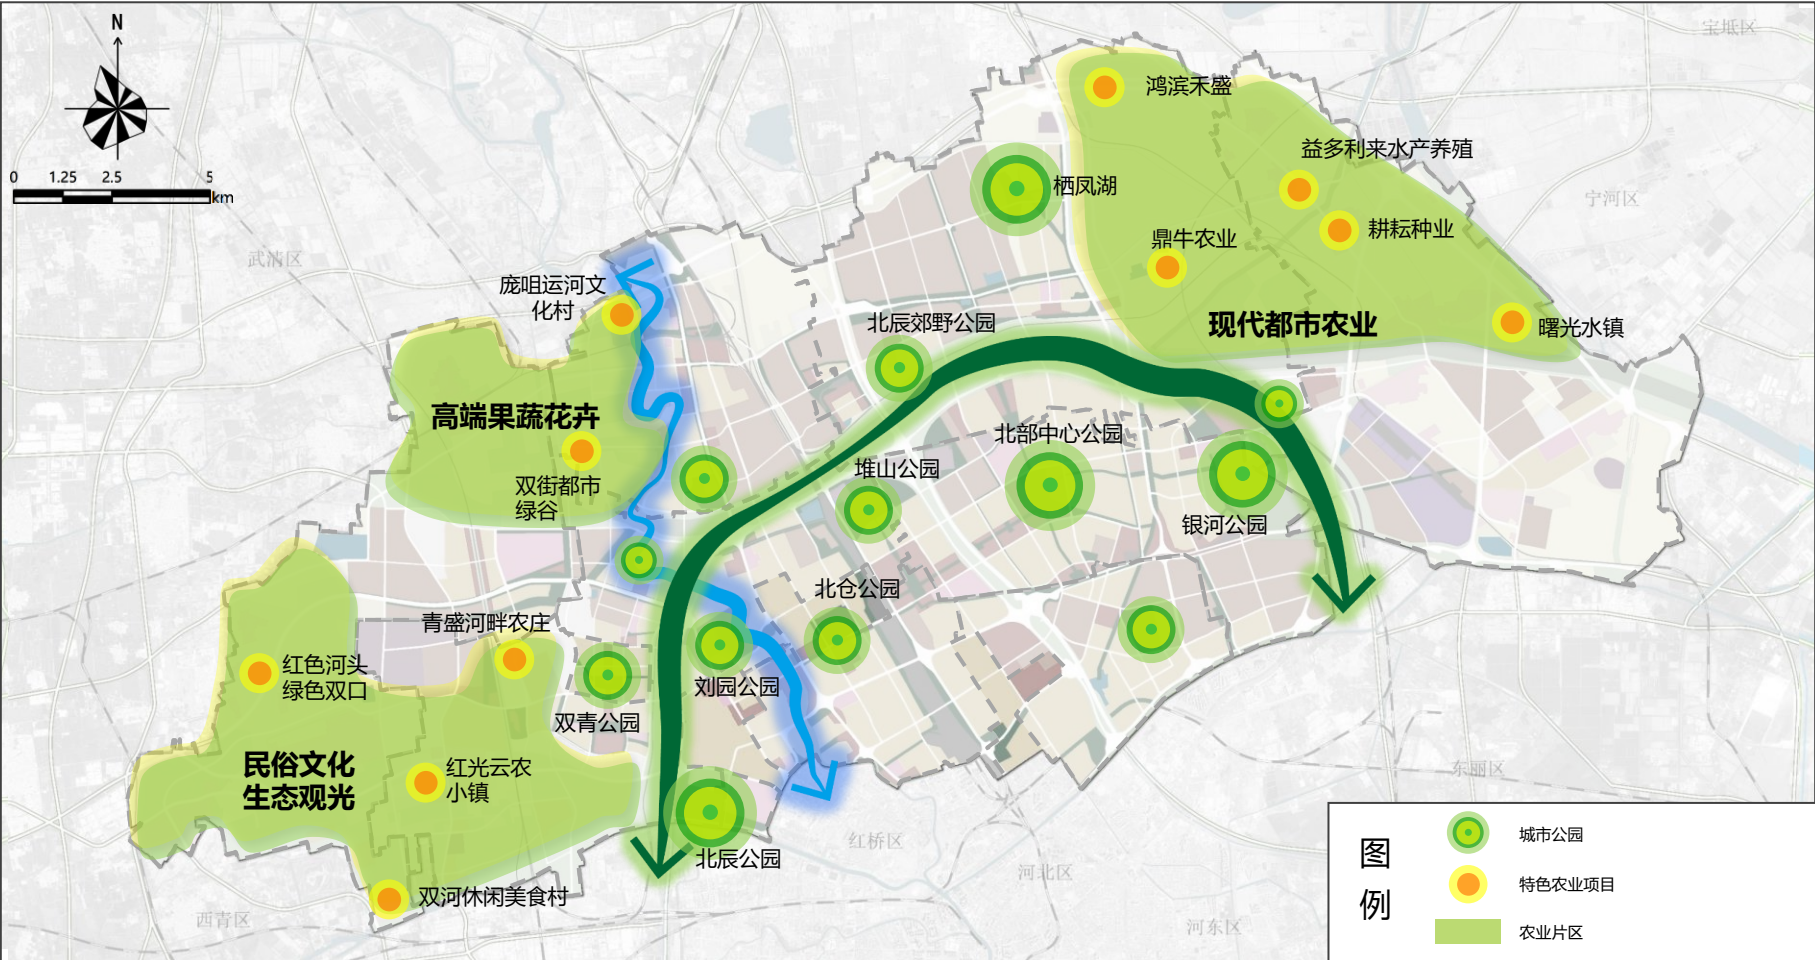 N
0 1.25 2.5 5
km
宝坻区
鸿滨禾盛
益多利来水产养殖
栖凤湖
宁河区
耕耘种业
鼎牛农业
武清区
庞咀运河文
化村
北辰郊野公园
现代都市农业
曙光水镇
高端果蔬花卉
北部中心公园
堆山公园
双街都市
绿谷
银河公园
北仓公园
青盛河畔农庄
红色河头
绿色双口
刘园公园
双青公园
民俗文化
生态观光
红光云农
小镇
东丽区
红桥区
北辰公园
河北区
双河休闲美食村
西青区
河东区
图
例
城市公园
特色农业项目
农业片区